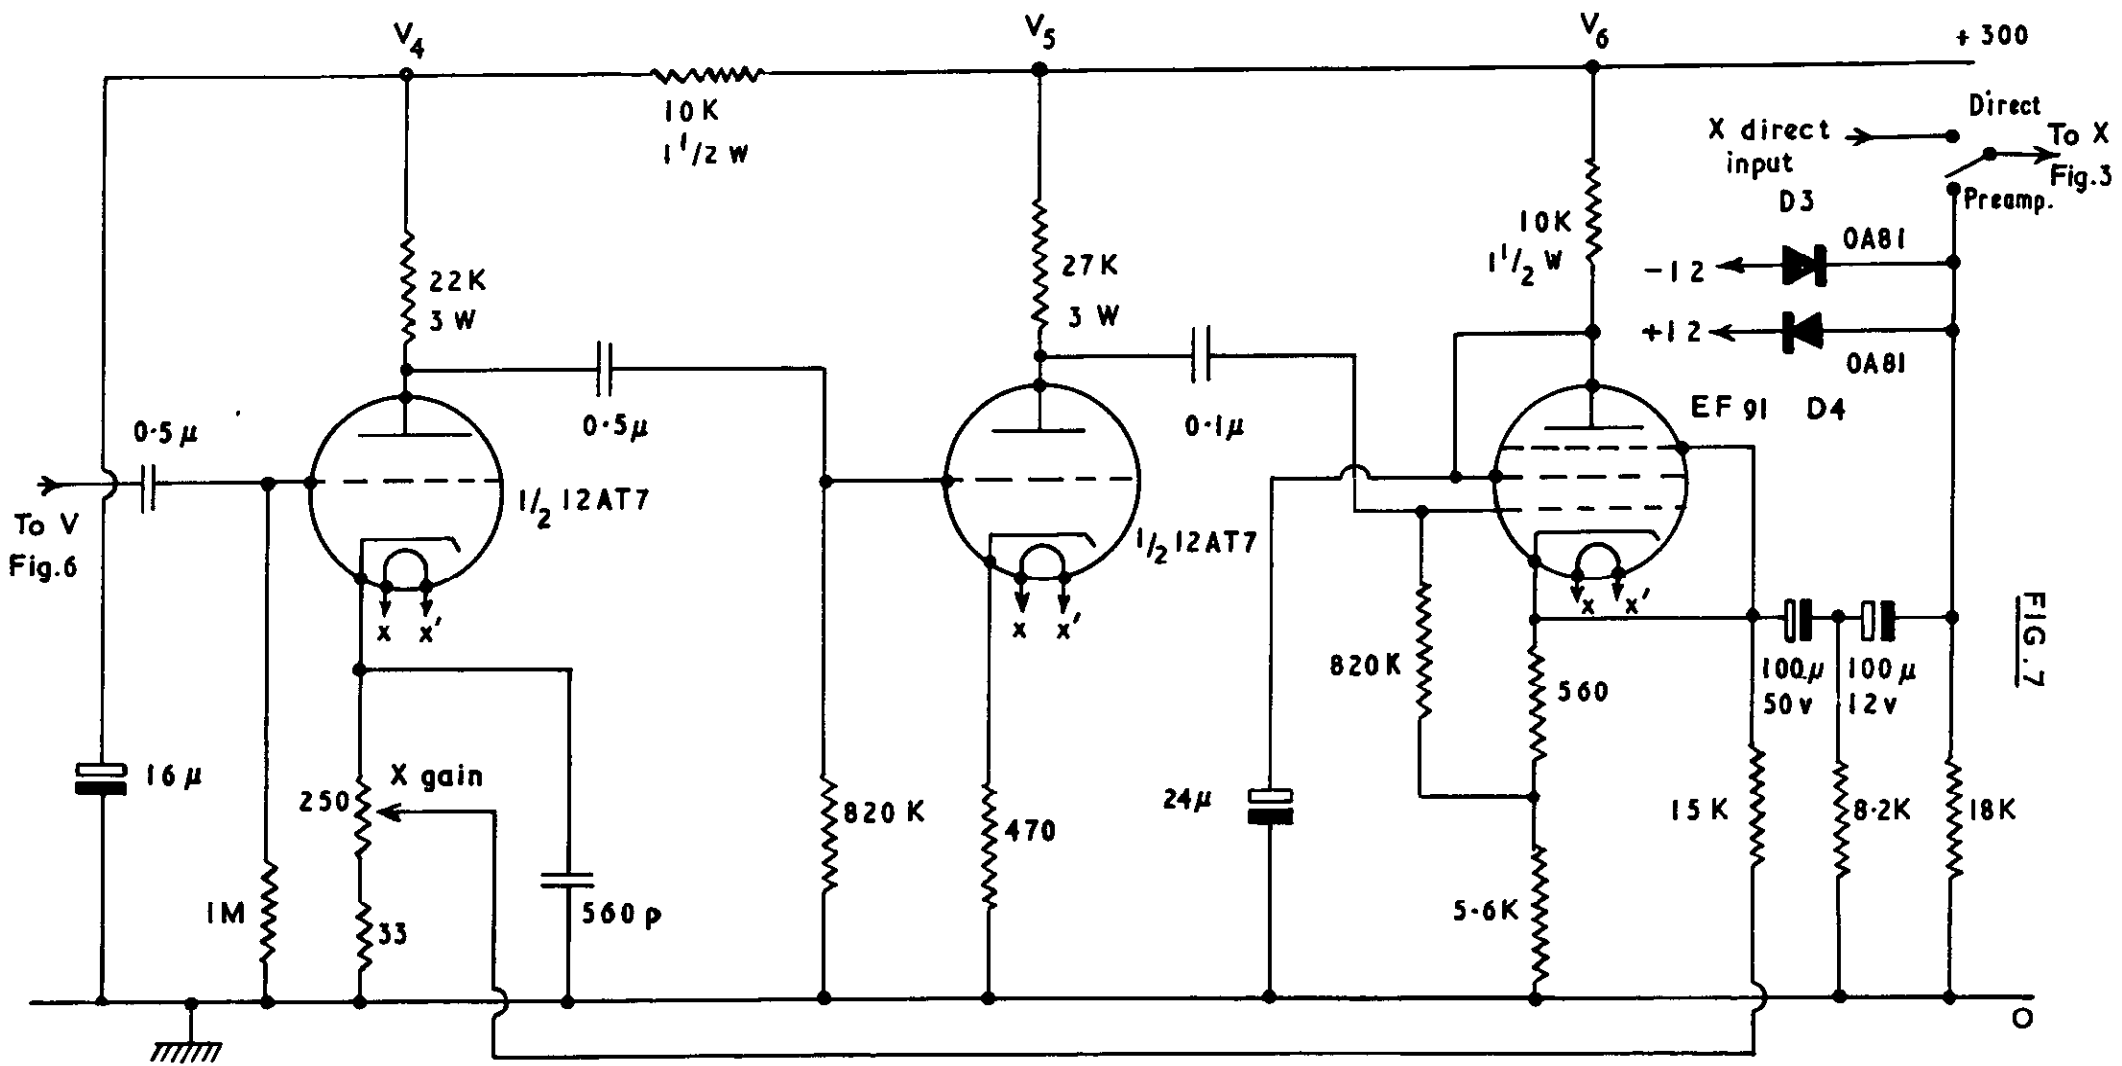 V4
V5
V6
+ 300
10K
1 1/2 W
Direct
X direct
input
To X
Fig.3
Preamp.
D3
0A81
-12
+12
0A81
EF 91 D4
22K
3 W
27K
3 W
10K
1 1/2 W
0·5μ
0·5μ
0·1μ
To V
Fig.6
1/2 12AT7
1/2 12AT7
x x'
x x'
x x'
820K
560
100μ
50v
100μ
12v
FIG.7
16μ
X gain
250
820 K
470
24μ
15K
8·2K
18K
1M
33
560 p
5·6K
O